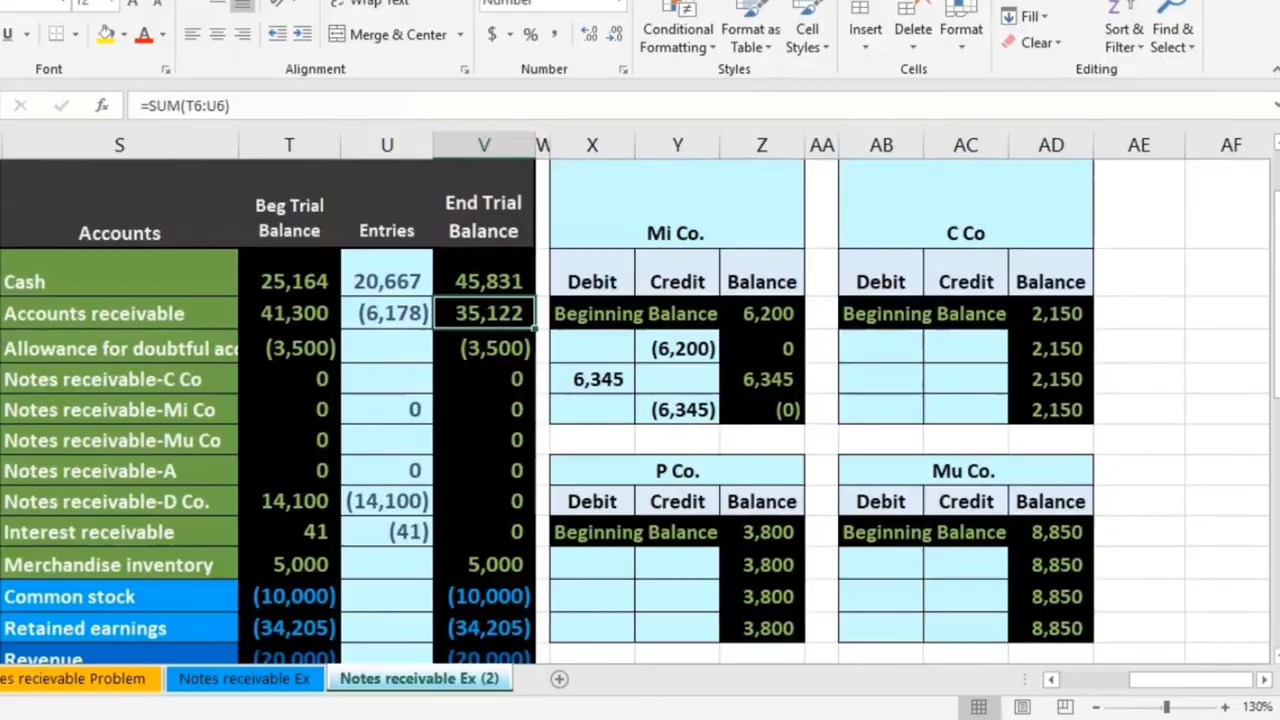 12 A A Wrap Text Number
Conditional Formatting Format as Table Cell Styles Insert Delete Format Fill Clear Sort & Filter Find & Select
U A Merge & Center $ % , .00
Font Alignment Number Styles Cells Editing
fx =SUM(T6:U6)
S T U V W X Y Z AA AB AC AD AE AF
Accounts Beg Trial Balance Entries End Trial Balance Mi Co. C Co
Cash 25,164 20,667 45,831 Debit Credit Balance Debit Credit Balance
Accounts receivable 41,300 (6,178) 35,122 Beginning Balance 6,200 Beginning Balance 2,150
Allowance for doubtful acc (3,500) (3,500) (6,200) 0 2,150
Notes receivable-C Co 0 0 6,345 6,345 2,150
Notes receivable-Mi Co 0 0 0 (6,345) (0) 2,150
Notes receivable-Mu Co 0 0
Notes receivable-A 0 0 0 P Co. Mu Co.
Notes receivable-D Co. 14,100 (14,100) 0 Debit Credit Balance Debit Credit Balance
Interest receivable 41 (41) 0 Beginning Balance 3,800 Beginning Balance 8,850
Merchandise inventory 5,000 5,000 3,800 8,850
Common stock (10,000) (10,000) 3,800 8,850
Retained earnings (34,205) (34,205) 3,800 8,850
Revenue (20,000) (20,000)
es recievable Problem Notes receivable Ex Notes receivable Ex (2)
130%